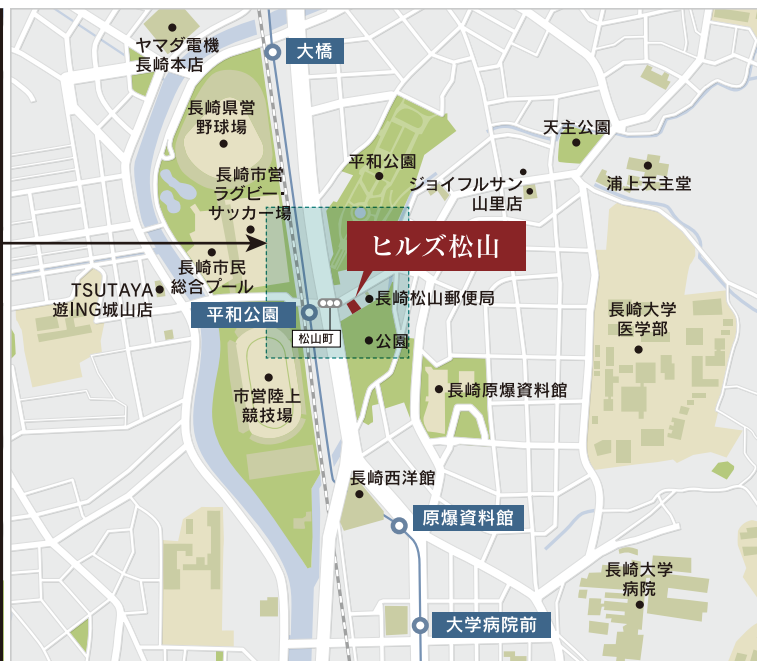 ヤマダ電機
長崎本店
大橋
長崎県営
野球場
平和公園
天主公園
長崎市営
ラグビー・
サッカー場
ジョイフルサン
山里店
浦上天主堂
ヒルズ松山
長崎市民
総合プール
TSUTAYA
遊ING城山店
平和公園
松山町
長崎松山郵便局
公園
長崎大学
医学部
市営陸上
競技場
長崎原爆資料館
長崎西洋館
原爆資料館
長崎大学
病院
大学病院前